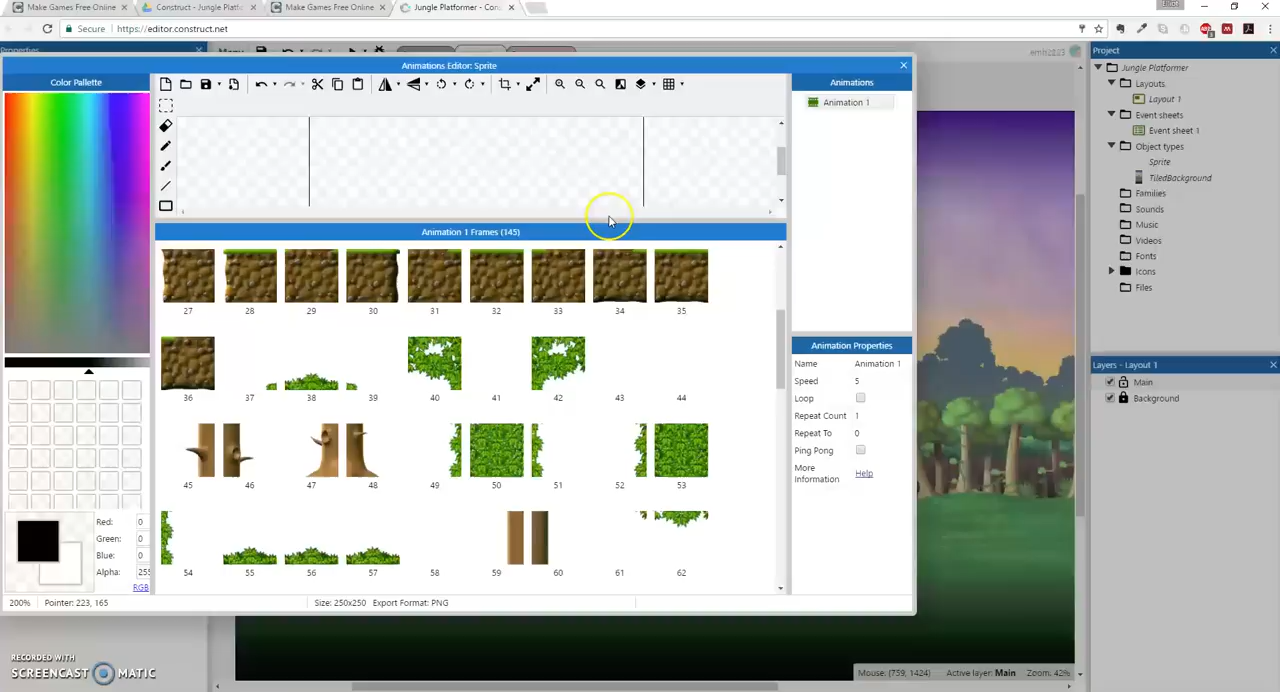 Make Games Free Online
Construct - Jungle Platf
Make Games Free Online
Jungle Platformer - Con
Secure
https://editor.construct.net
Properties
Menu
Project
Animations Editor: Sprite
Color Palette
Animations
Animation 1
Jungle Platformer
Layouts
Layout 1
Event sheets
Event sheet 1
Object types
Sprite
TiledBackground
Families
Sounds
Music
Videos
Fonts
Icons
Files
Animation 1 Frames (145)
27 28 29 30 31 32 33 34 35
36 37 38 39 40 41 42 43 44
45 46 47 48 49 50 51 52 53
54 55 56 57 58 59 60 61 62
Animation Properties
Name Animation 1
Speed 5
Loop
Repeat Count 1
Repeat To 0
Ping Pong
More Information Help
Layers - Layout 1
Main
Background
Red: 0
Green: 0
Blue: 0
Alpha: 255
RGB
200% Pointer: 223, 165 Size: 250x250 Export Format: PNG
RECORDED WITH
SCREENCAST MATIC
Mouse: (759, 1424) Active layer: Main Zoom: 42%